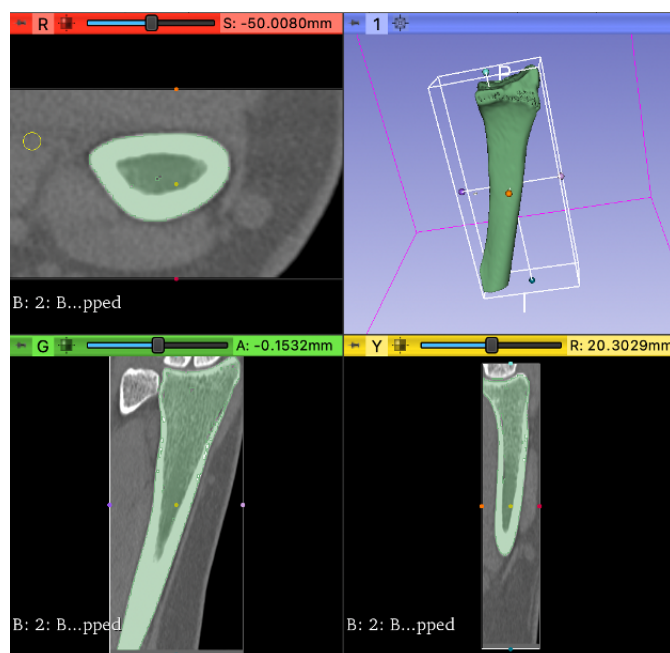 R S: -50.0080mm
1
P
I
B: 2: B...pped
G A: -0.1532mm
Y R: 20.3029mm
B: 2: B...pped
B: 2: B...pped